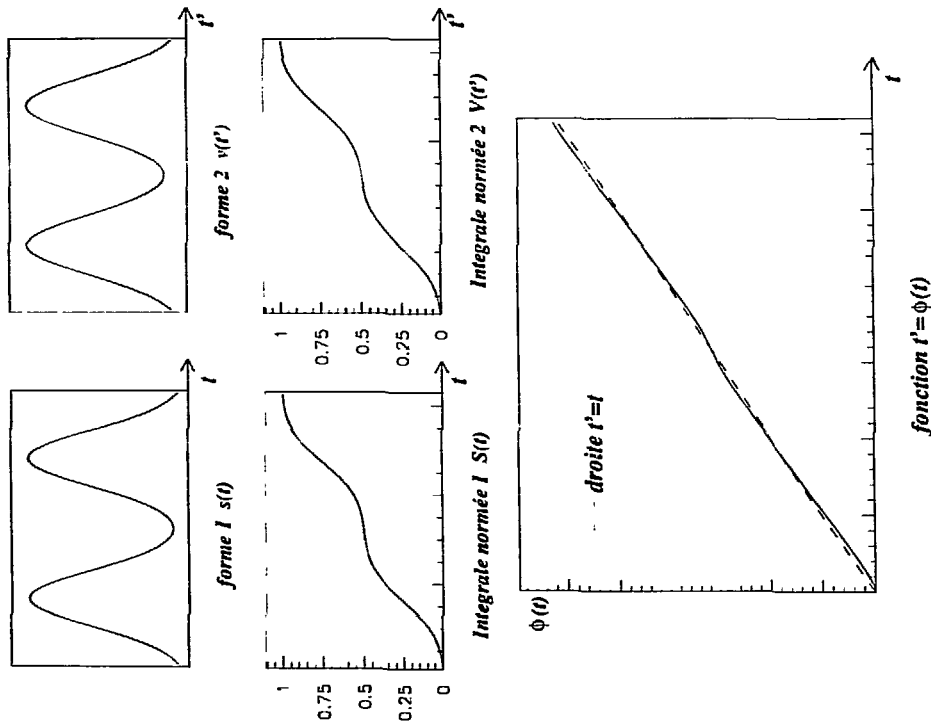 t
forme 1 s(t)
t'
forme 2 v(t')
1
0.75
0.5
0.25
0
t
Integrale normée 1 S(t)
1
0.75
0.5
0.25
0
t'
Integrale normée 2 V(t')
ϕ(t)
droite t'=t
t
fonction t'=ϕ(t)